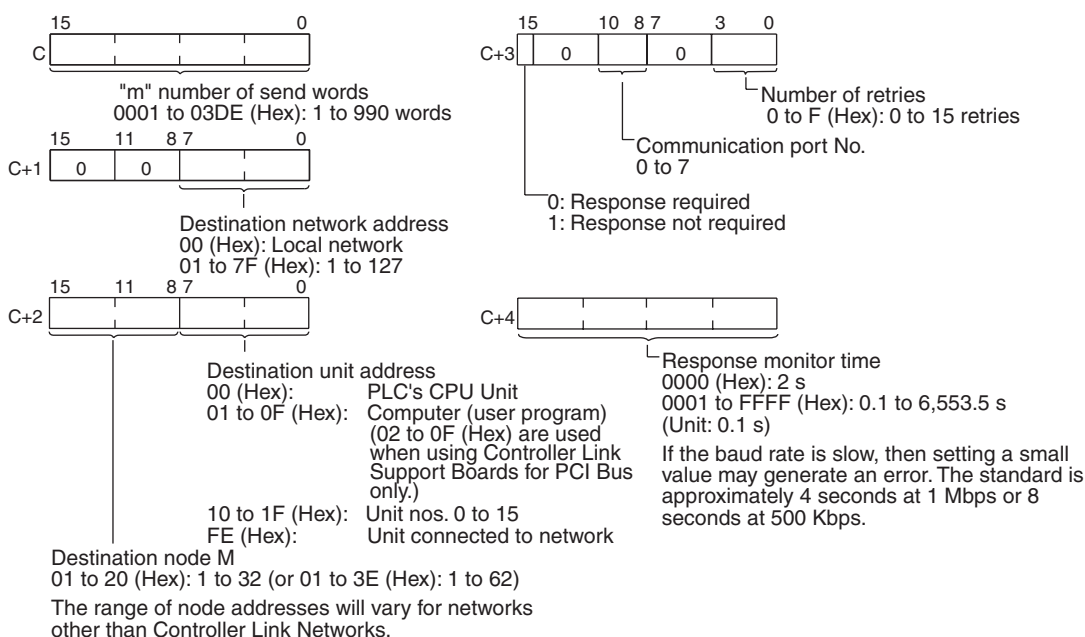 15 0
C
"m" number of send words
0001 to 03DE (Hex): 1 to 990 words
15 11 8 7 0
C+1 0 0
Destination network address
00 (Hex): Local network
01 to 7F (Hex): 1 to 127
15 11 8 7 0
C+2
Destination unit address
00 (Hex): PLC's CPU Unit
01 to 0F (Hex): Computer (user program)
(02 to 0F (Hex) are used
when using Controller Link
Support Boards for PCI Bus
only.)
10 to 1F (Hex): Unit nos. 0 to 15
FE (Hex): Unit connected to network
Destination node M
01 to 20 (Hex): 1 to 32 (or 01 to 3E (Hex): 1 to 62)
The range of node addresses will vary for networks
other than Controller Link Networks.
15 10 8 7 3 0
C+3 0 0
Number of retries
0 to F (Hex): 0 to 15 retries
Communication port No.
0 to 7
0: Response required
1: Response not required
C+4
Response monitor time
0000 (Hex): 2 s
0001 to FFFF (Hex): 0.1 to 6,553.5 s
(Unit: 0.1 s)
If the baud rate is slow, then setting a small
value may generate an error. The standard is
approximately 4 seconds at 1 Mbps or 8
seconds at 500 Kbps.